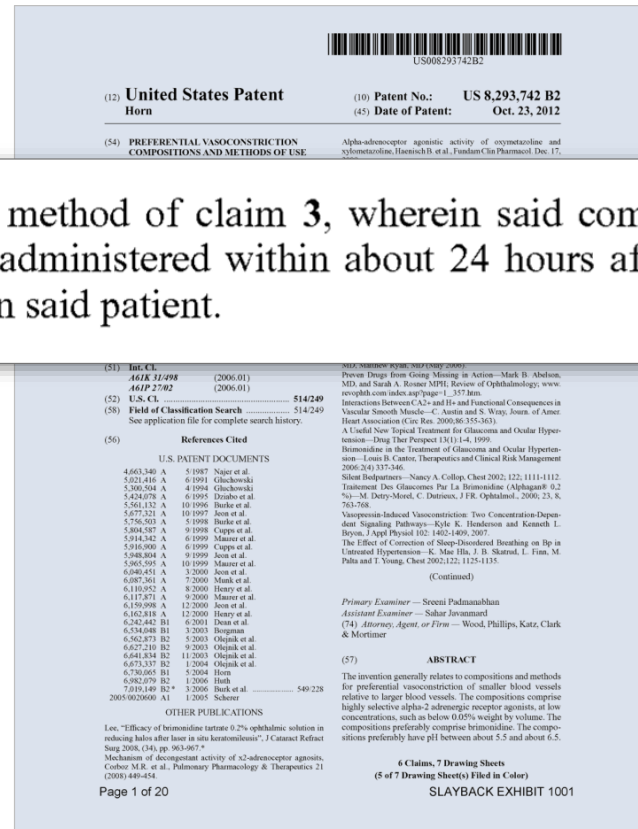 US008293742B2
(12) United States Patent
Horn
(10) Patent No.: US 8,293,742 B2
(45) Date of Patent: Oct. 23, 2012
(54) PREFERENTIAL VASOCONSTRICTION
COMPOSITIONS AND METHODS OF USE
Alpha-adrenoceptor agonistic activity of oxymetazoline and
xylometazoline, Haenisch B. et al., Fundam Clin Pharmacol. Dec. 17,
method of claim 3, wherein said com
administered within about 24 hours af
n said patient.
(51) Int. Cl.
A61K 31/498 (2006.01)
A61P 27/02 (2006.01)
(52) U.S. Cl. 514/249
(58) Field of Classification Search 514/249
See application file for complete search history.
(56) References Cited
U.S. PATENT DOCUMENTS
4,663,340 A 5/1987 Najer et al.
5,021,416 A 6/1991 Gluchowski
5,300,504 A 4/1994 Gluchowski
5,424,078 A 6/1995 Dziabo et al.
5,561,132 A 10/1996 Burke et al.
5,677,321 A 10/1997 Jeon et al.
5,756,503 A 5/1998 Burke et al.
5,804,587 A 9/1998 Cupps et al.
5,914,342 A 6/1999 Maurer et al.
5,916,900 A 6/1999 Cupps et al.
5,948,804 A 9/1999 Jeon et al.
5,965,595 A 10/1999 Maurer et al.
6,040,451 A 3/2000 Jeon et al.
6,087,361 A 7/2000 Munk et al.
6,110,952 A 8/2000 Henry et al.
6,117,871 A 9/2000 Maurer et al.
6,159,998 A 12/2000 Jeon et al.
6,162,818 A 12/2000 Henry et al.
6,242,442 B1 6/2001 Dean et al.
6,534,048 B1 3/2003 Borgman
6,562,873 B2 5/2003 Olejnik et al.
6,627,210 B2 9/2003 Olejnik et al.
6,641,834 B2 11/2003 Olejnik et al.
6,673,337 B2 1/2004 Olejnik et al.
6,730,065 B1 5/2004 Horn
6,982,079 B2 1/2006 Huth
7,019,149 B2* 3/2006 Burk et al. 549/228
2005/0020600 A1 1/2005 Scherer
OTHER PUBLICATIONS
Lee, "Efficacy of brimonidine tartrate 0.2% ophthalmic solution in
reducing halos after laser in situ keratomileusis", J Cataract Refract
Surg 2008, (34), pp. 963-967.*
Mechanism of decongestant activity of x2-adrenoceptor agnosits,
Corboz M.R. et al., Pulmonary Pharmacology & Therapeutics 21
(2008) 449-454.
MD, Matthew Ryan, MD (May 2000).
Preven Drugs from Going Missing in Action—Mark B. Abelson,
MD, and Sarah A. Rosner MPH; Review of Ophthalmology; www.
revophth.com/index.asp?page=1_357.htm.
Interactions Between CA2+ and H+ and Functional Consequences in
Vascular Smooth Muscle—C. Austin and S. Wray, Journ. of Amer.
Heart Association (Circ Res. 2000,86:355-363).
A Useful New Topical Treatment for Glaucoma and Ocular Hyper-
tension—Drug Ther Perspect 13(1):1-4, 1999.
Brimonidine in the Treatment of Glaucoma and Ocular Hyperten-
sion—Louis B. Cantor, Therapeutics and Clinical Risk Management
2006:2(4) 337-346.
Silent Bedpartners—Nancy A. Collop, Chest 2002; 122; 1111-1112.
Traitement Des Glaucomes Par La Brimonidine (Alphagan® 0,2
%)—M. Detry-Morel, C. Dutrieux, J FR. Ophtalmol., 2000; 23, 8,
763-768.
Vasopressin-Induced Vasoconstriction: Two Concentration-Depen-
dent Signaling Pathways—Kyle K. Henderson and Kenneth L.
Bryon, J Appl Physiol 102: 1402-1409, 2007.
The Effect of Correction of Sleep-Disordered Breathing on Bp in
Untreated Hypertension—K. Mae Hla, J. B. Skatrud, L. Finn, M.
Palta and T. Young, Chest 2002;122; 1125-1135.
(Continued)
Primary Examiner — Sreeni Padmanabhan
Assistant Examiner — Sahar Javanmard
(74) Attorney, Agent, or Firm — Wood, Phillips, Katz, Clark
& Mortimer
(57) ABSTRACT
The invention generally relates to compositions and methods
for preferential vasoconstriction of smaller blood vessels
relative to larger blood vessels. The compositions comprise
highly selective alpha-2 adrenergic receptor agonists, at low
concentrations, such as below 0.05% weight by volume. The
compositions preferably comprise brimonidine. The compo-
sitions preferably have pH between about 5.5 and about 6.5.
6 Claims, 7 Drawing Sheets
(5 of 7 Drawing Sheet(s) Filed in Color)
Page 1 of 20
SLAYBACK EXHIBIT 1001